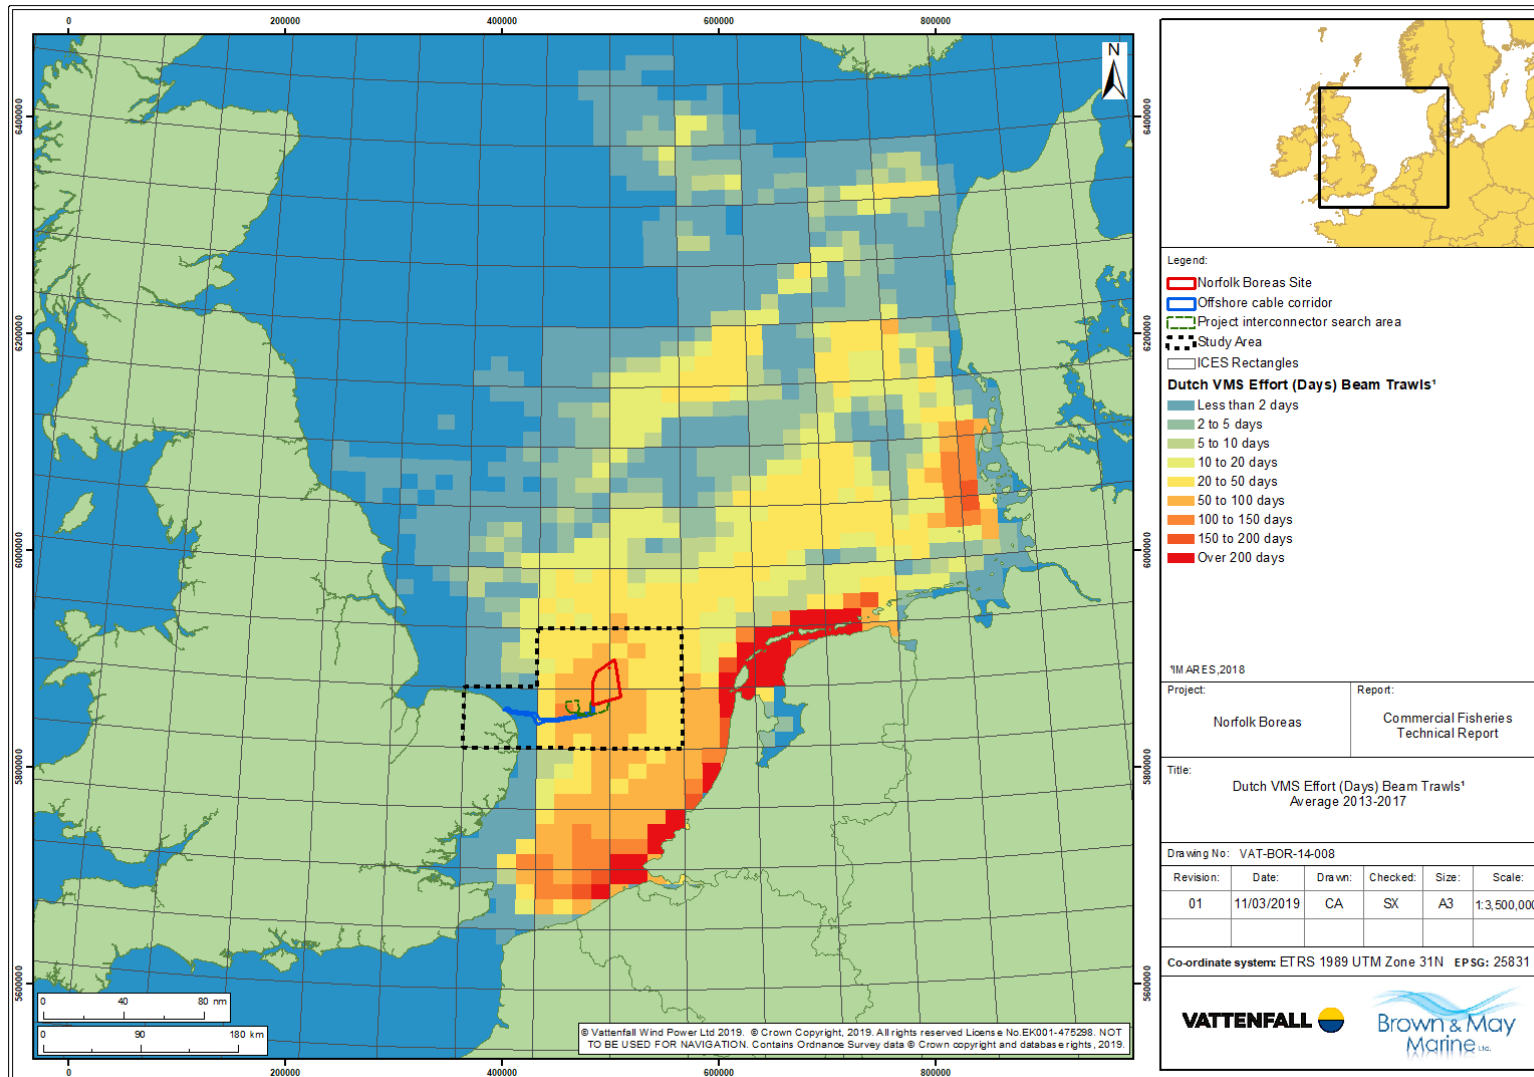 0 200000 400000 600000 800000
6400000 6400000
6200000 6200000
6000000 6000000
5800000 5800000
5600000 5600000
N
0 40 80 nm
0 90 180 km
© Vattenfall Wind Power Ltd 2019. © Crown Copyright, 2019. All rights reserved License No.EK001-475298. NOT
TO BE USED FOR NAVIGATION. Contains Ordnance Survey data © Crown copyright and database rights, 2019.
0 200000 400000 600000 800000
Legend:
Norfolk Boreas Site
Offshore cable corridor
Project interconnector search area
Study Area
ICES Rectangles
Dutch VMS Effort (Days) Beam Trawls¹
Less than 2 days
2 to 5 days
5 to 10 days
10 to 20 days
20 to 50 days
50 to 100 days
100 to 150 days
150 to 200 days
Over 200 days
¹IMARES,2018
Project: Report:
Norfolk Boreas Commercial Fisheries
Technical Report
Title:
Dutch VMS Effort (Days) Beam Trawls¹
Average 2013-2017
Drawing No: VAT-BOR-14-008
Revision: Date: Drawn: Checked: Size: Scale:
01 11/03/2019 CA SX A3 1:3,500,000
Co-ordinate system: ETRS 1989 UTM Zone 31N EPSG: 25831
VATTENFALL
Brown & May
Marine Ltd.